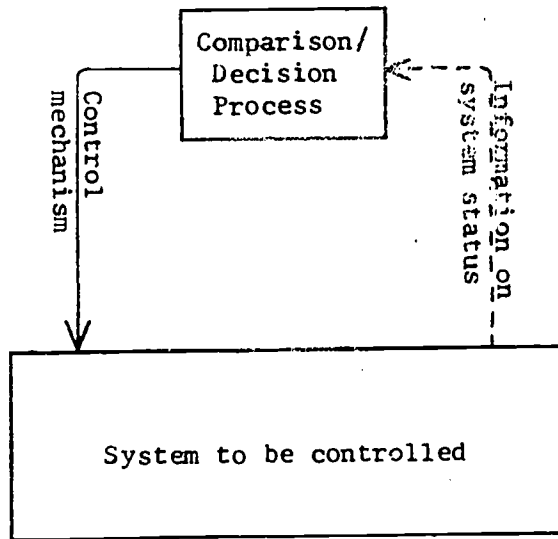 Comparison/
Decision
Process
Control
mechanism
Information on
system status
System to be controlled